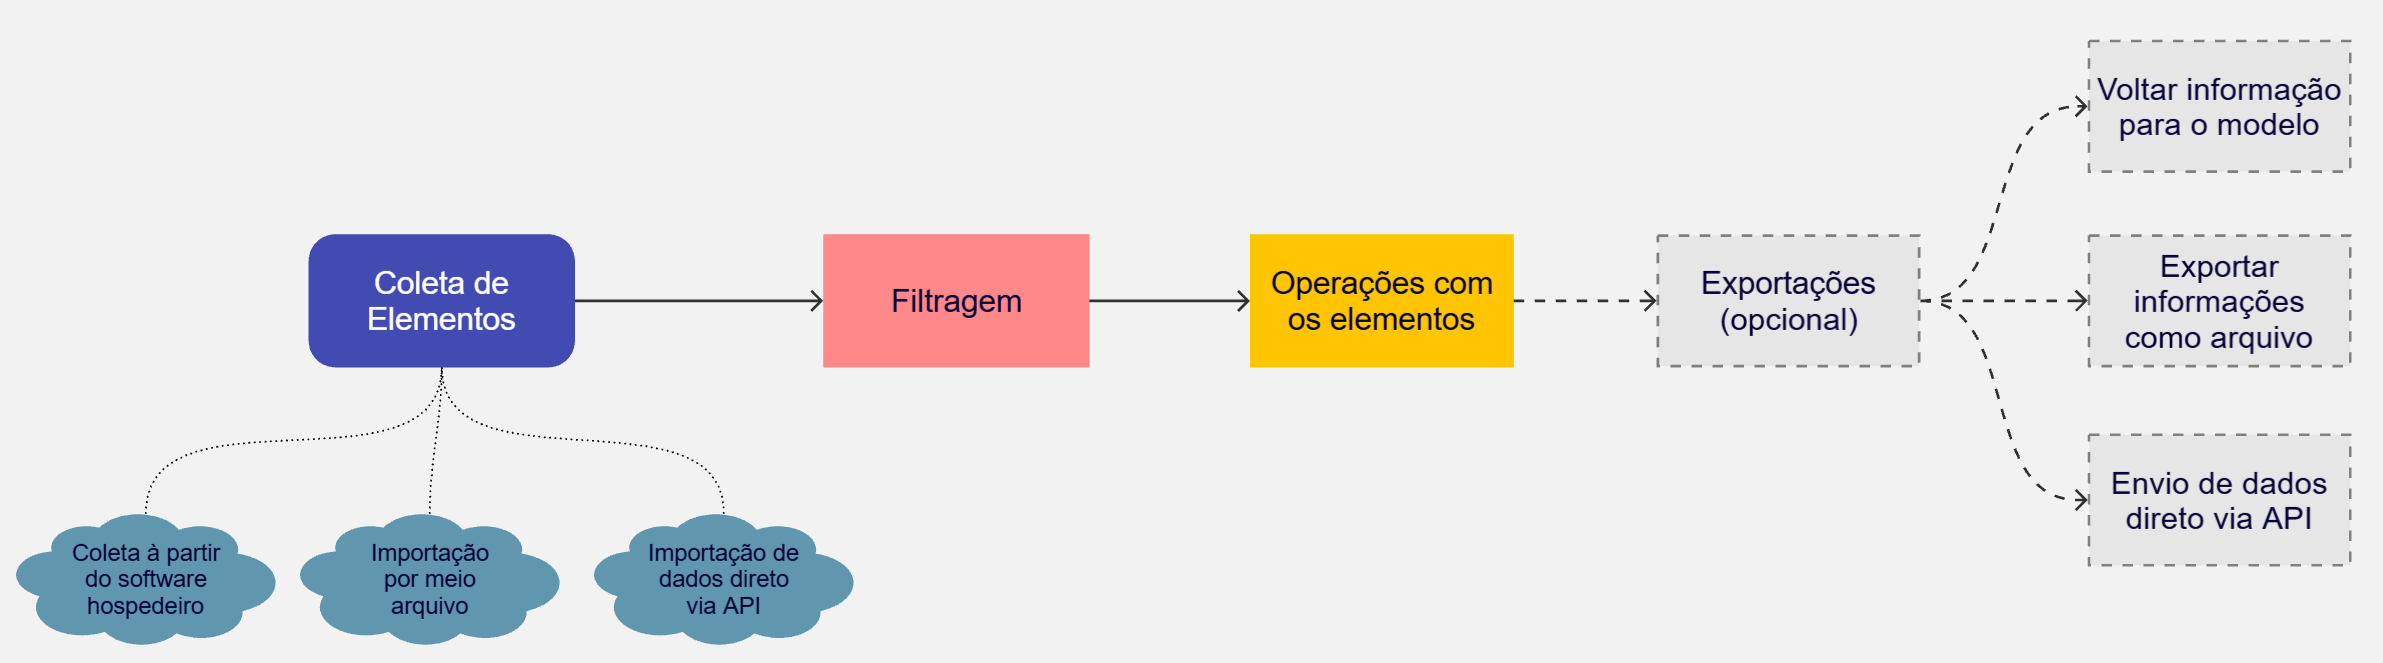 Coleta de
Elementos
Filtragem
Operações com
os elementos
Exportações
(opcional)
Voltar informação
para o modelo
Exportar
informações
como arquivo
Envio de dados
direto via API
Coleta à partir
do software
hospedeiro
Importação
por meio
arquivo
Importação de
dados direto
via API